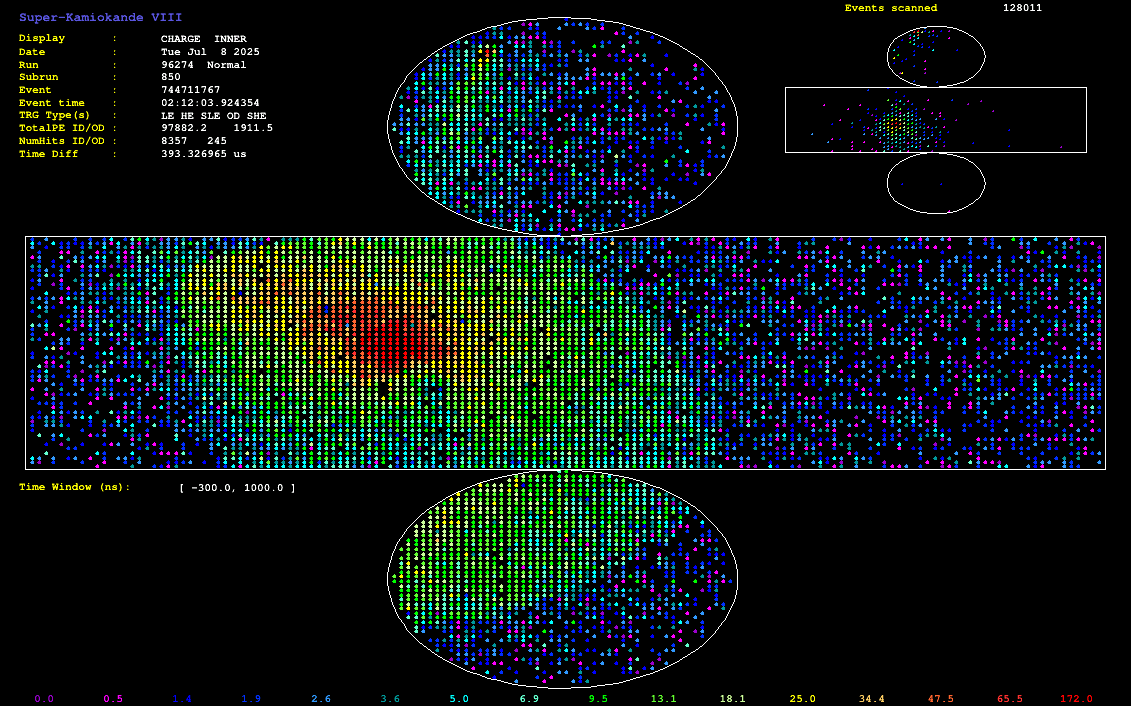 Super-Kamiokande VIII
Events scanned 128011
Display : CHARGE INNER
Date : Tue Jul 8 2025
Run : 96274 Normal
Subrun : 850
Event : 744711767
Event time : 02:12:03.924354
TRG Type(s) : LE HE SLE OD SHE
TotalPE ID/OD : 97882.2 1911.5
NumHits ID/OD : 8357 245
Time Diff : 393.326965 us
Time Window (ns): [ -300.0, 1000.0 ]
0.0 0.5 1.4 1.9 2.6 3.6 5.0 6.9 9.5 13.1 18.1 25.0 34.4 47.5 65.5 172.0